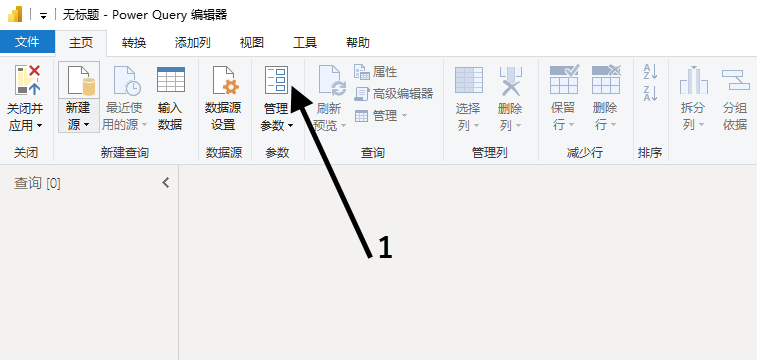 无标题 - Power Query 编辑器
文件 主页 转换 添加列 视图 工具 帮助
关闭并应用 新建源 最近使用的源 输入数据 数据源设置 管理参数 刷新预览 属性 高级编辑器 管理 选择列 删除列 保留行 删除行 A Z Z A 拆分列 分组依据
关闭 新建查询 数据源 参数 查询 管理列 减少行 排序
查询 [0]
1